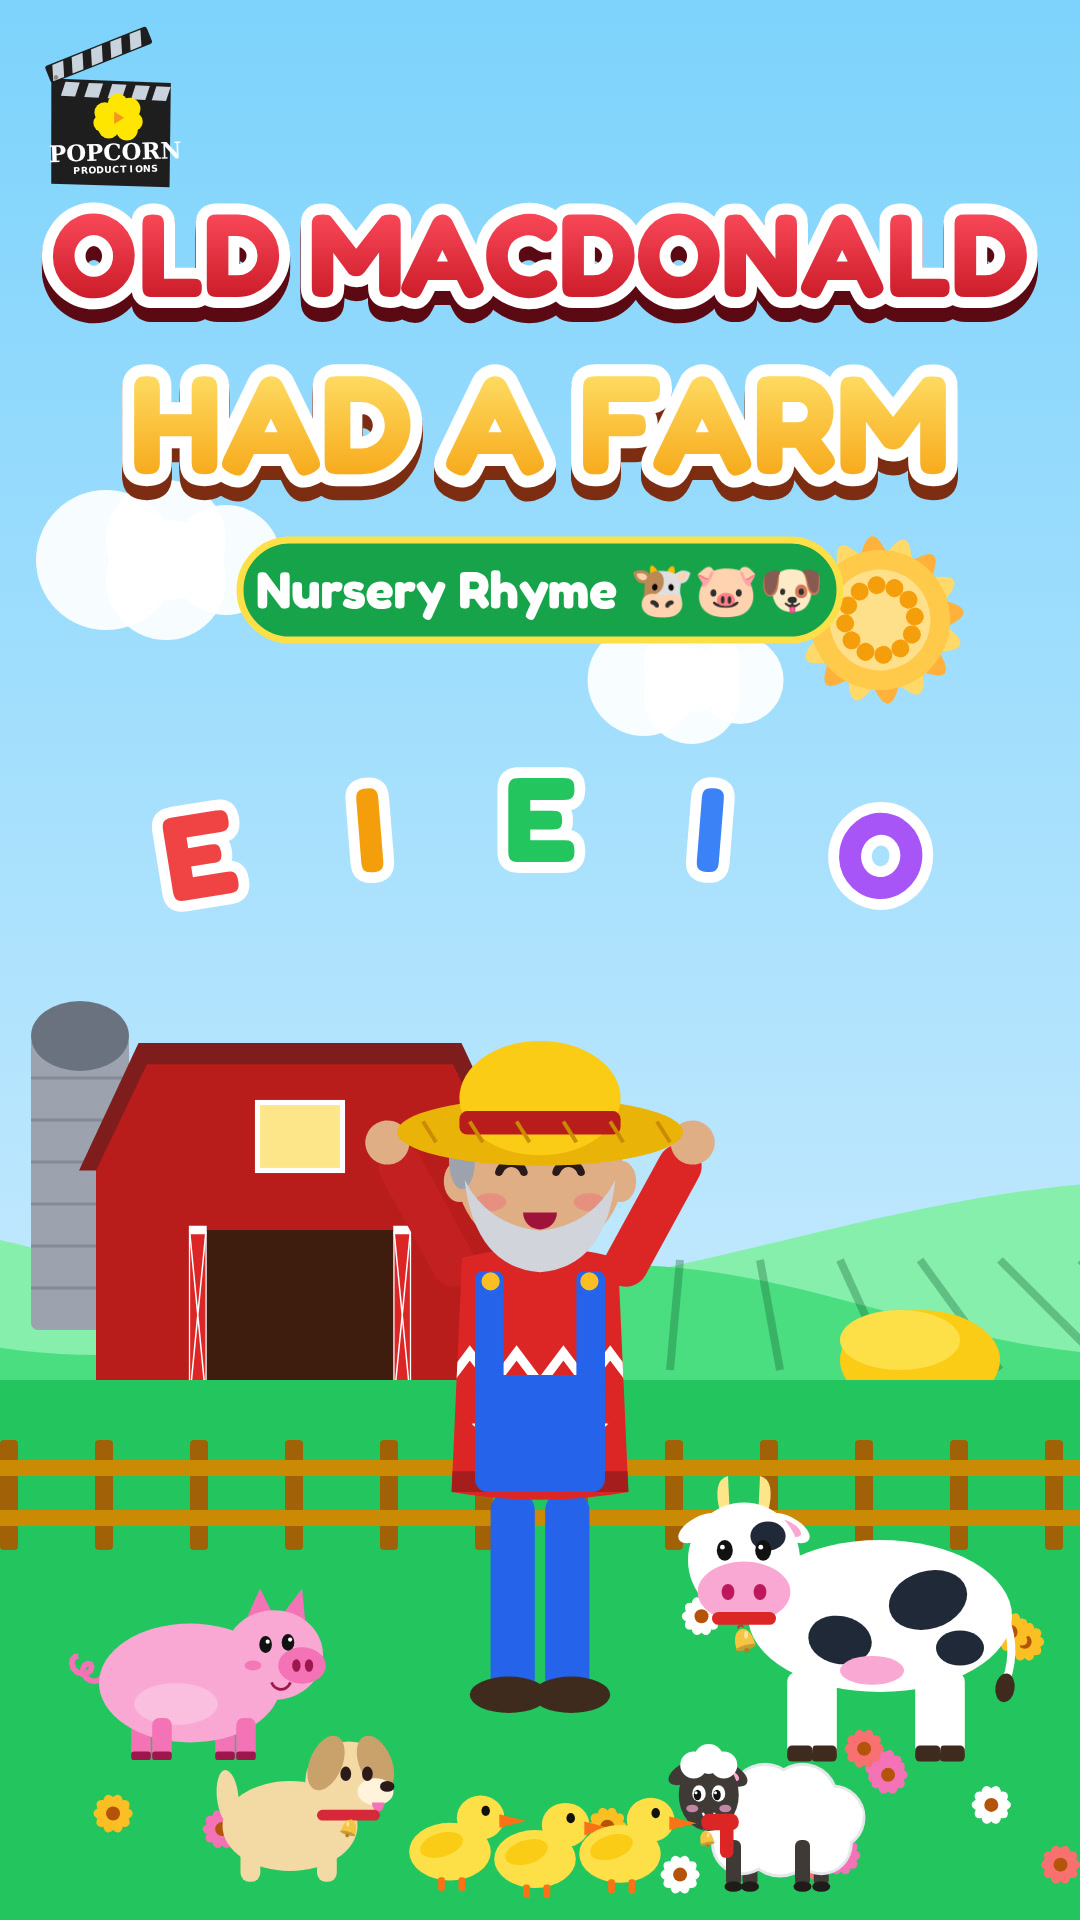 POPCORN
PRODUCTIONS
OLD MACDONALD
HAD A FARM
Nursery Rhyme 🐮🐷🐶
E I E I O